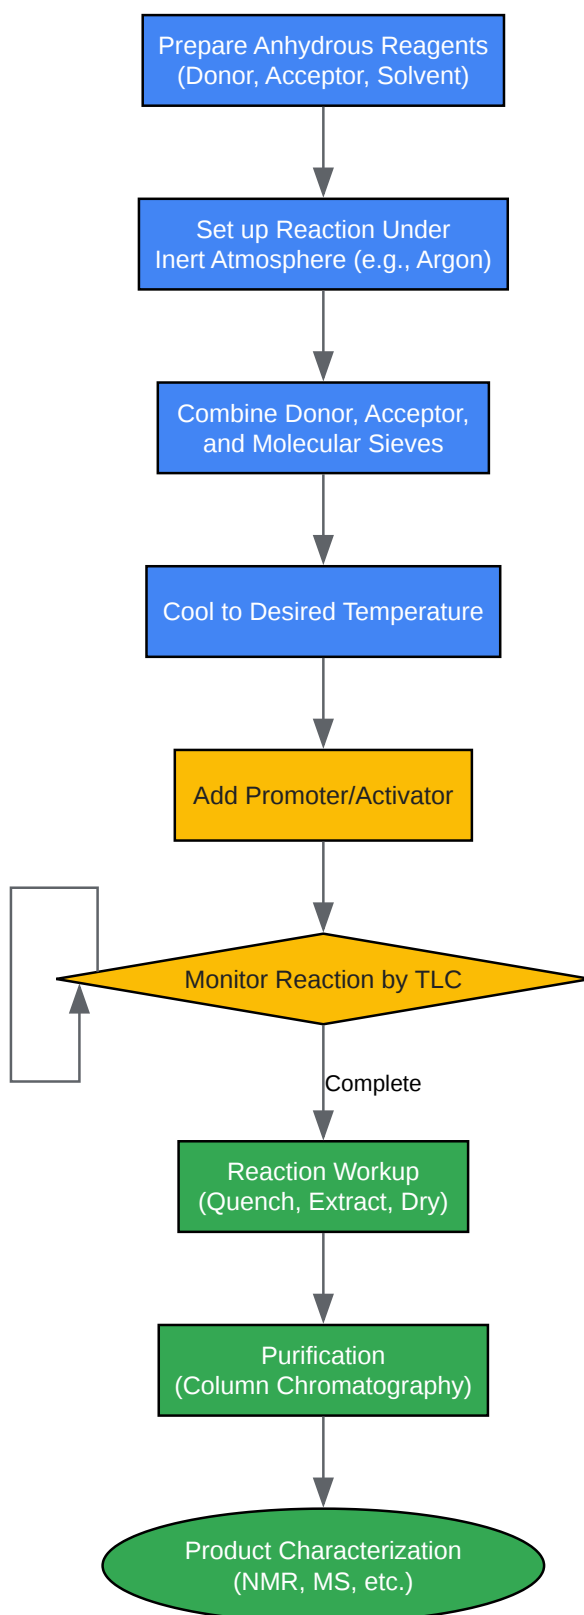 Prepare Anhydrous Reagents
(Donor, Acceptor, Solvent)
Set up Reaction Under
Inert Atmosphere (e.g., Argon)
Combine Donor, Acceptor,
and Molecular Sieves
Cool to Desired Temperature
Add Promoter/Activator
Monitor Reaction by TLC
Complete
Reaction Workup
(Quench, Extract, Dry)
Purification
(Column Chromatography)
Product Characterization
(NMR, MS, etc.)